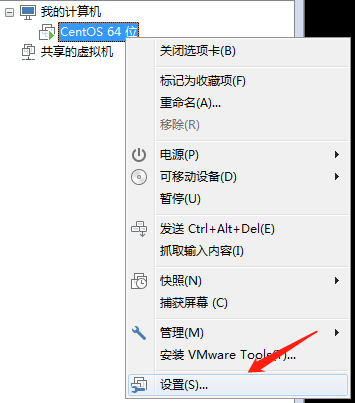 我的计算机
CentOS 64 位
共享的虚拟机
关闭选项卡(B)
标记为收藏项(F)
重命名(A)...
移除(R)
电源(P)
可移动设备(D)
暂停(U)
发送 Ctrl+Alt+Del(E)
抓取输入内容(I)
快照(N)
捕获屏幕 (C)
管理(M)
安装 VMware Tools(T)...
设置(S)...